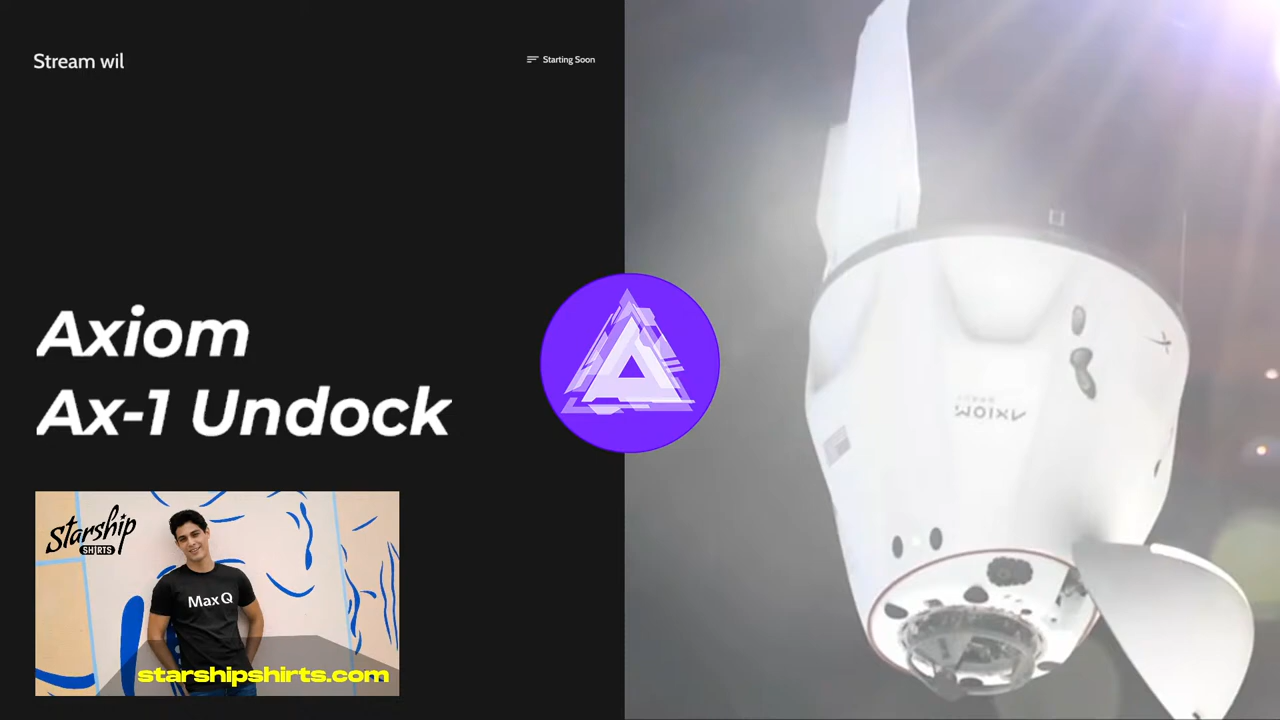 Stream wil
Starting Soon
Axiom
Ax-1 Undock
Starship
SHIRTS
Max Q
starshipshirts.com
AXIOM